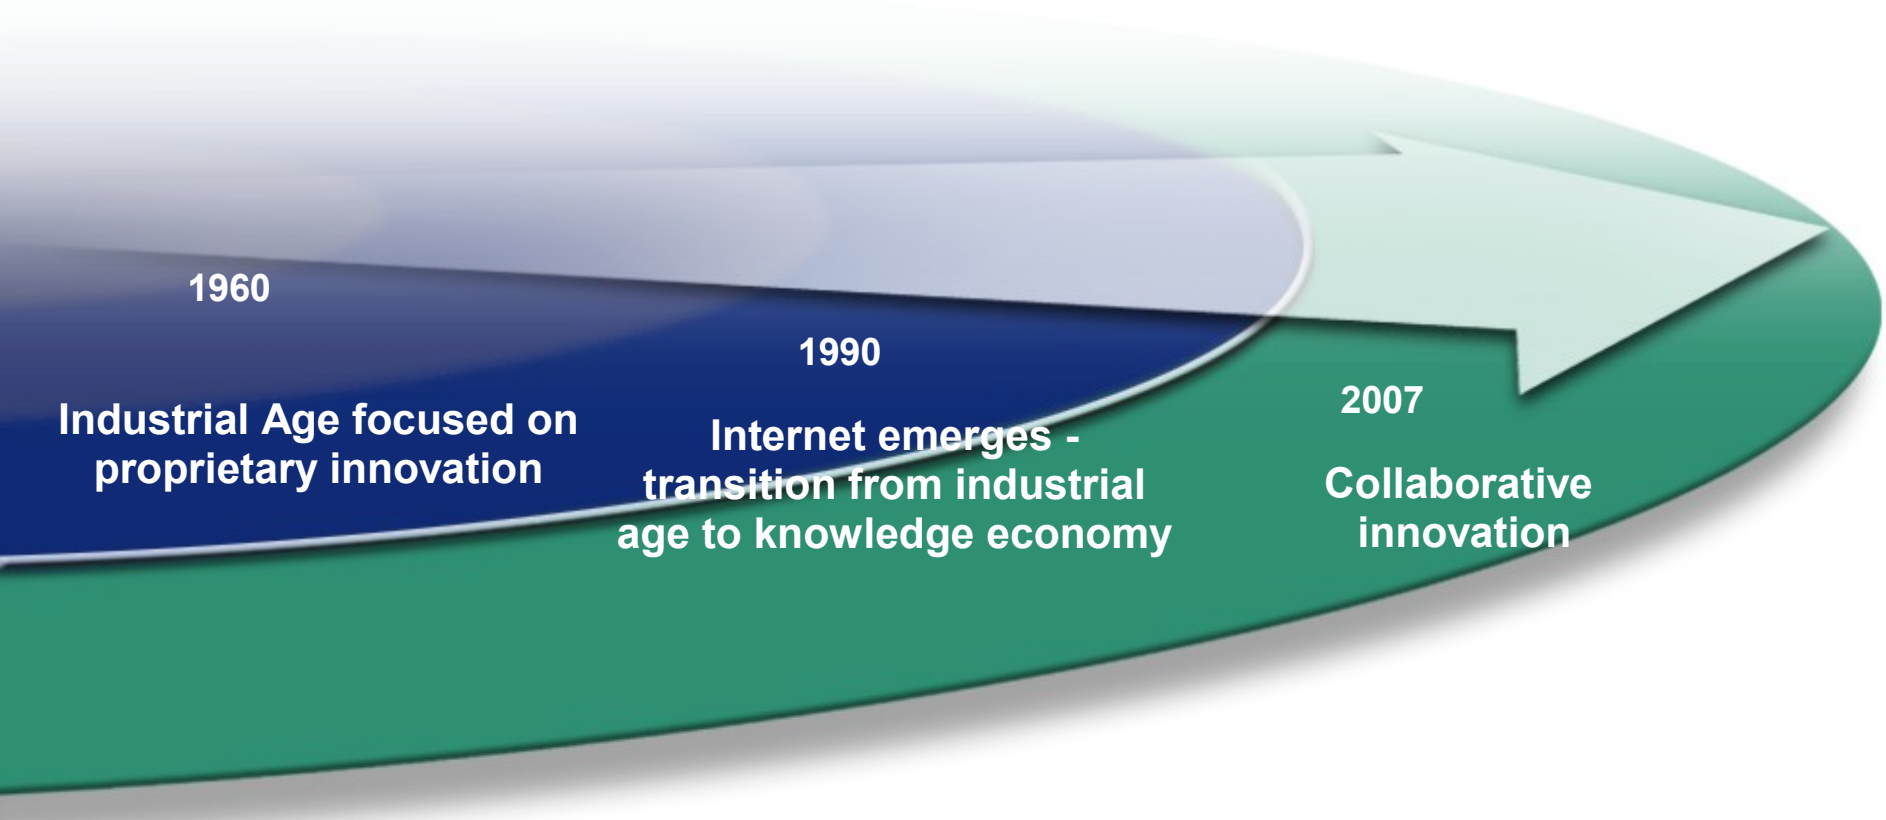 1960
Industrial Age focused on
proprietary innovation
1990
Internet emerges -
transition from industrial
age to knowledge economy
2007
Collaborative
innovation